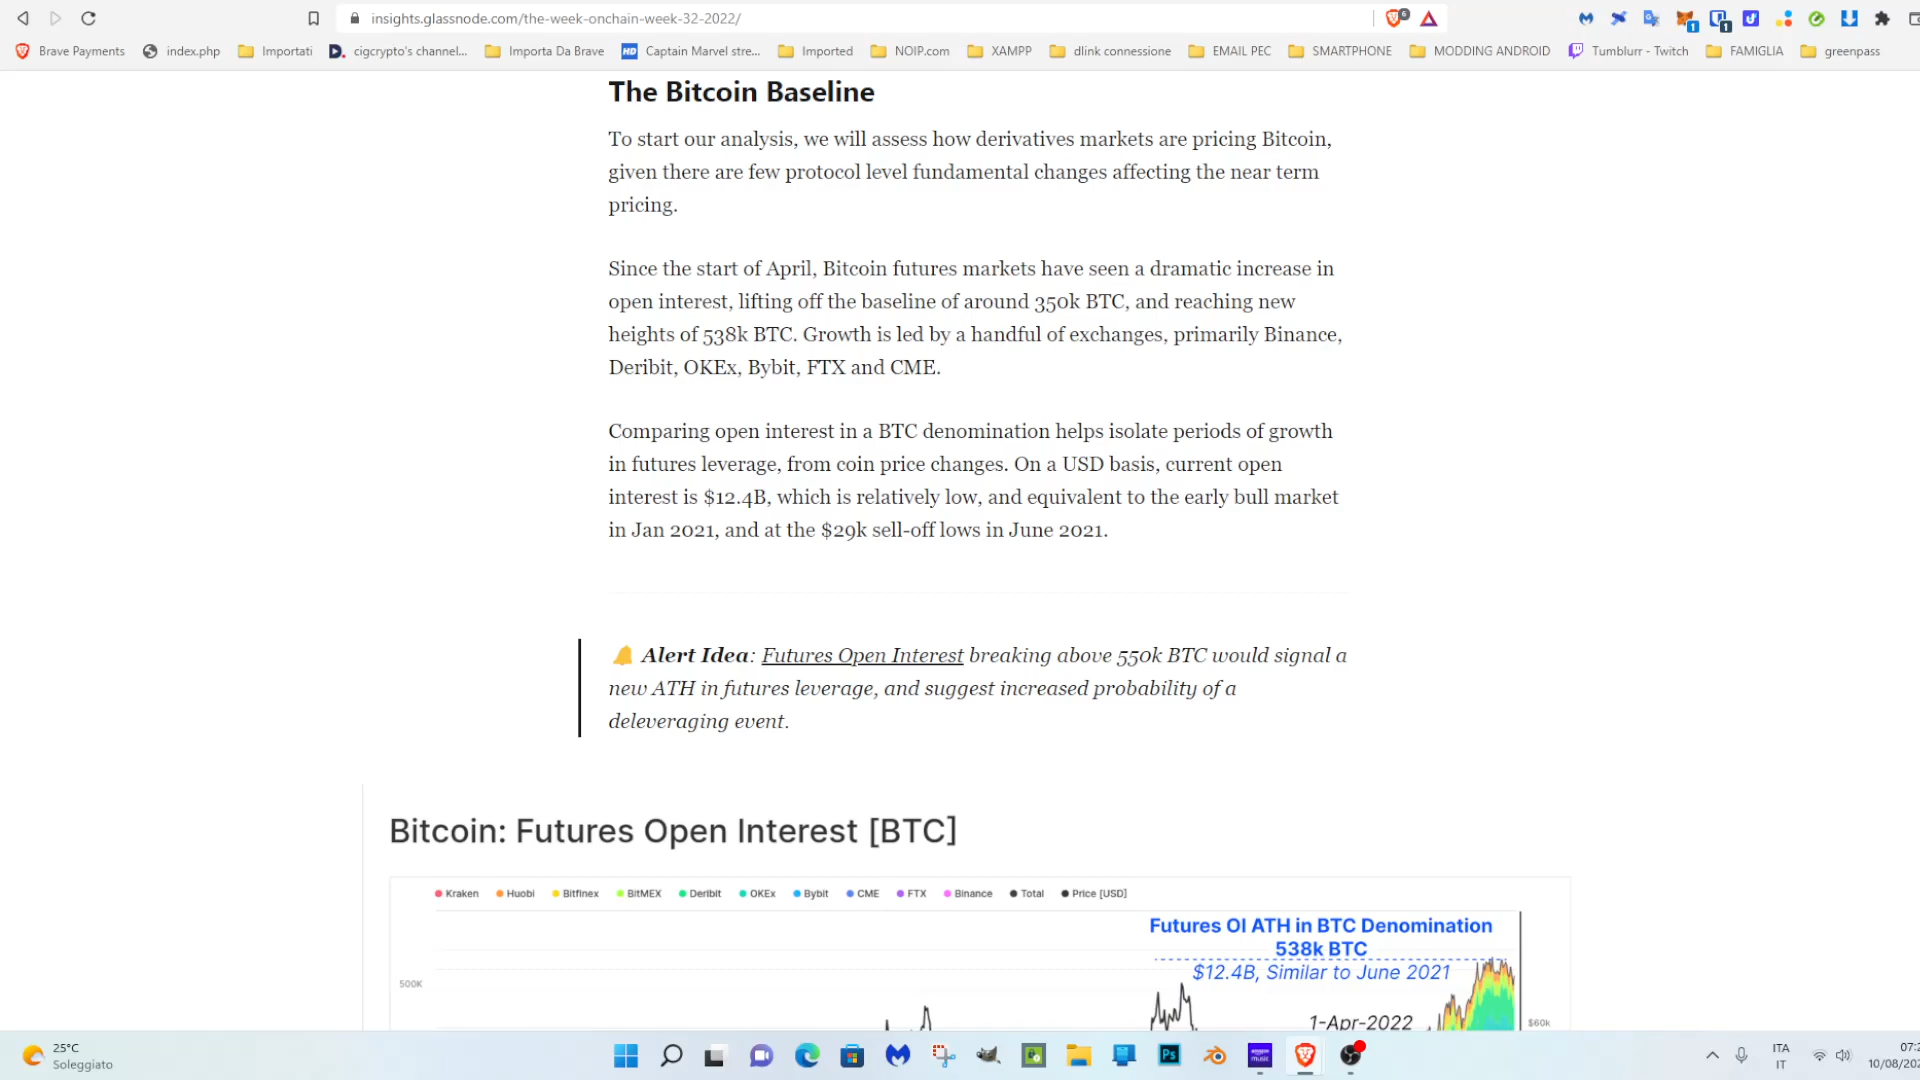 insights.glassnode.com/the-week-onchain-week-32-2022/
6
1
1
Brave Payments
index.php
Importati
cigcrypto's channel...
Importa Da Brave
Captain Marvel stre...
Imported
NOIP.com
XAMPP
dlink connessione
EMAIL PEC
SMARTPHONE
MODDING ANDROID
Tumblurr - Twitch
FAMIGLIA
greenpass
The Bitcoin Baseline
To start our analysis, we will assess how derivatives markets are pricing Bitcoin,
given there are few protocol level fundamental changes affecting the near term
pricing.
Since the start of April, Bitcoin futures markets have seen a dramatic increase in
open interest, lifting off the baseline of around 350k BTC, and reaching new
heights of 538k BTC. Growth is led by a handful of exchanges, primarily Binance,
Deribit, OKEx, Bybit, FTX and CME.
Comparing open interest in a BTC denomination helps isolate periods of growth
in futures leverage, from coin price changes. On a USD basis, current open
interest is $12.4B, which is relatively low, and equivalent to the early bull market
in Jan 2021, and at the $29k sell-off lows in June 2021.
🔔 Alert Idea: Futures Open Interest breaking above 550k BTC would signal a
new ATH in futures leverage, and suggest increased probability of a
deleveraging event.
Bitcoin: Futures Open Interest [BTC]
Kraken
Huobi
Bitfinex
BitMEX
Deribit
OKEx
Bybit
CME
FTX
Binance
Total
Price [USD]
Futures OI ATH in BTC Denomination
538k BTC
$12.4B, Similar to June 2021
500K
1-Apr-2022
$60k
25°C
Soleggiato
Ps
music
ITA
IT
07:2
10/08/202